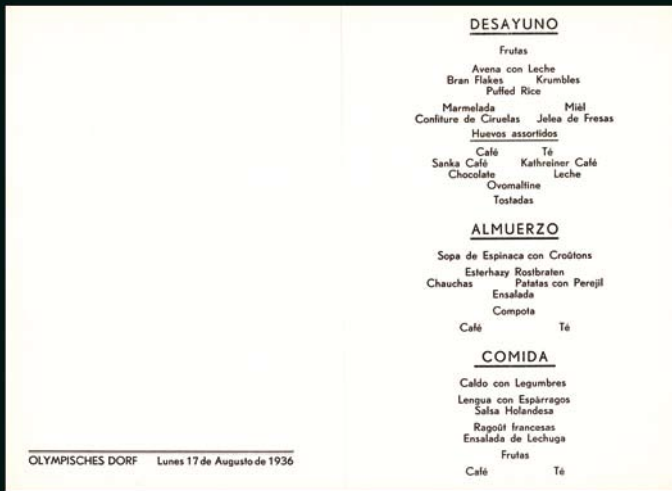 OLYMPISCHES DORF Lunes 17 de Augusto de 1936
DESAYUNO
Frutas
Avena con Leche
Bran Flakes Krumbles
Puffed Rice
Marmelada Mièl
Confiture de Ciruelas Jelea de Fresas
Huevos assortidos
Café Té
Sanka Café Kathreiner Café
Chocolate Leche
Ovomaltine
Tostadas
ALMUERZO
Sopa de Espinaca con Croûtons
Esterhazy Rostbraten
Chauchas Patatas con Perejil
Ensalada
Compota
Café Té
COMIDA
Caldo con Legumbres
Lengua con Espàrragos
Salsa Holandesa
Ragoût francesas
Ensalada de Lechuga
Frutas
Café Té